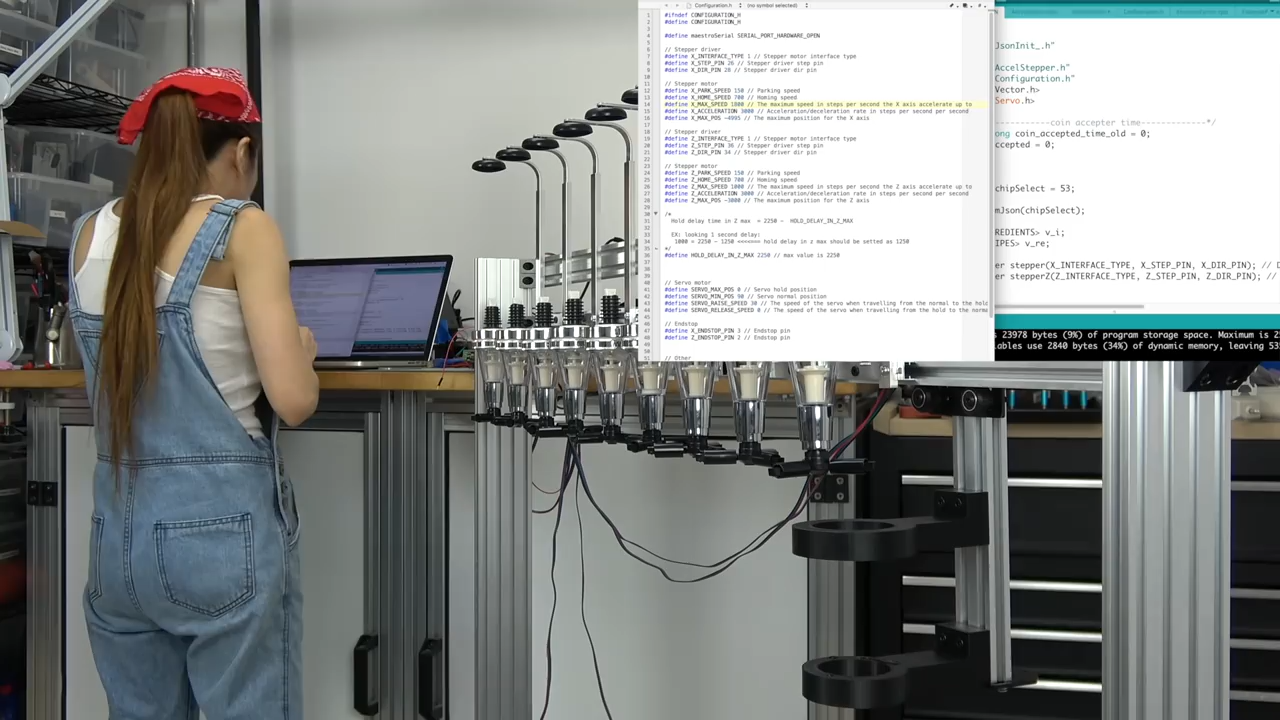 Configuration.h
(no symbol selected)
#ifndef CONFIGURATION_H
#define CONFIGURATION_H
#define maestroSerial SERIAL_PORT_HARDWARE_OPEN
// Stepper driver
#define X_INTERFACE_TYPE 1 // Stepper motor interface type
#define X_STEP_PIN 26 // Stepper driver step pin
#define X_DIR_PIN 28 // Stepper driver dir pin
// Stepper motor
#define X_PARK_SPEED 150 // Parking speed
#define X_HOME_SPEED 700 // Homing speed
#define X_MAX_SPEED 1800 // The maximum speed in steps per second the X axis accelerate up to
#define X_ACCELERATION 3000 // Acceleration/deceleration rate in steps per second per second
#define X_MAX_POS -4995 // The maximum position for the X axis
// Stepper driver
#define Z_INTERFACE_TYPE 1 // Stepper motor interface type
#define Z_STEP_PIN 36 // Stepper driver step pin
#define Z_DIR_PIN 34 // Stepper driver dir pin
// Stepper motor
#define Z_PARK_SPEED 150 // Parking speed
#define Z_HOME_SPEED 700 // Homing speed
#define Z_MAX_SPEED 1000 // The maximum speed in steps per second the Z axis accelerate up to
#define Z_ACCELERATION 3000 // Acceleration/deceleration rate in steps per second per second
#define Z_MAX_POS -3000 // The maximum position for the Z axis
/*
Hold delay time in Z max = 2250 - HOLD_DELAY_IN_Z_MAX
EX: looking 1 second delay:
1000 = 2250 - 1250 <<<<=== hold delay in z max should be setted as 1250
*/
#define HOLD_DELAY_IN_Z_MAX 2250 // max value is 2250
// Servo motor
#define SERVO_MAX_POS 0 // Servo hold position
#define SERVO_MIN_POS 90 // Servo normal position
#define SERVO_RAISE_SPEED 30 // The speed of the servo when travelling from the normal to the hold
#define SERVO_RELEASE_SPEED 0 // The speed of the servo when travelling from the hold to the norma
// Endstop
#define X_ENDSTOP_PIN 3 // Endstop pin
#define Z_ENDSTOP_PIN 2 // Endstop pin
// Other
JsonInit_.h"
AccelStepper.h"
Configuration.h"
Vector.h>
Servo.h>
coin accepter time-------------*/
ong coin_accepted_time_old = 0;
ccepted = 0;
chipSelect = 53;
mJson(chipSelect);
REDIENTS> v_i;
IPES> v_re;
er stepper(X_INTERFACE_TYPE, X_STEP_PIN, X_DIR_PIN); // D
er stepperZ(Z_INTERFACE_TYPE, Z_STEP_PIN, Z_DIR_PIN); //
23978 bytes (9%) of program storage space. Maximum is 2
ables use 2840 bytes (34%) of dynamic memory, leaving 53